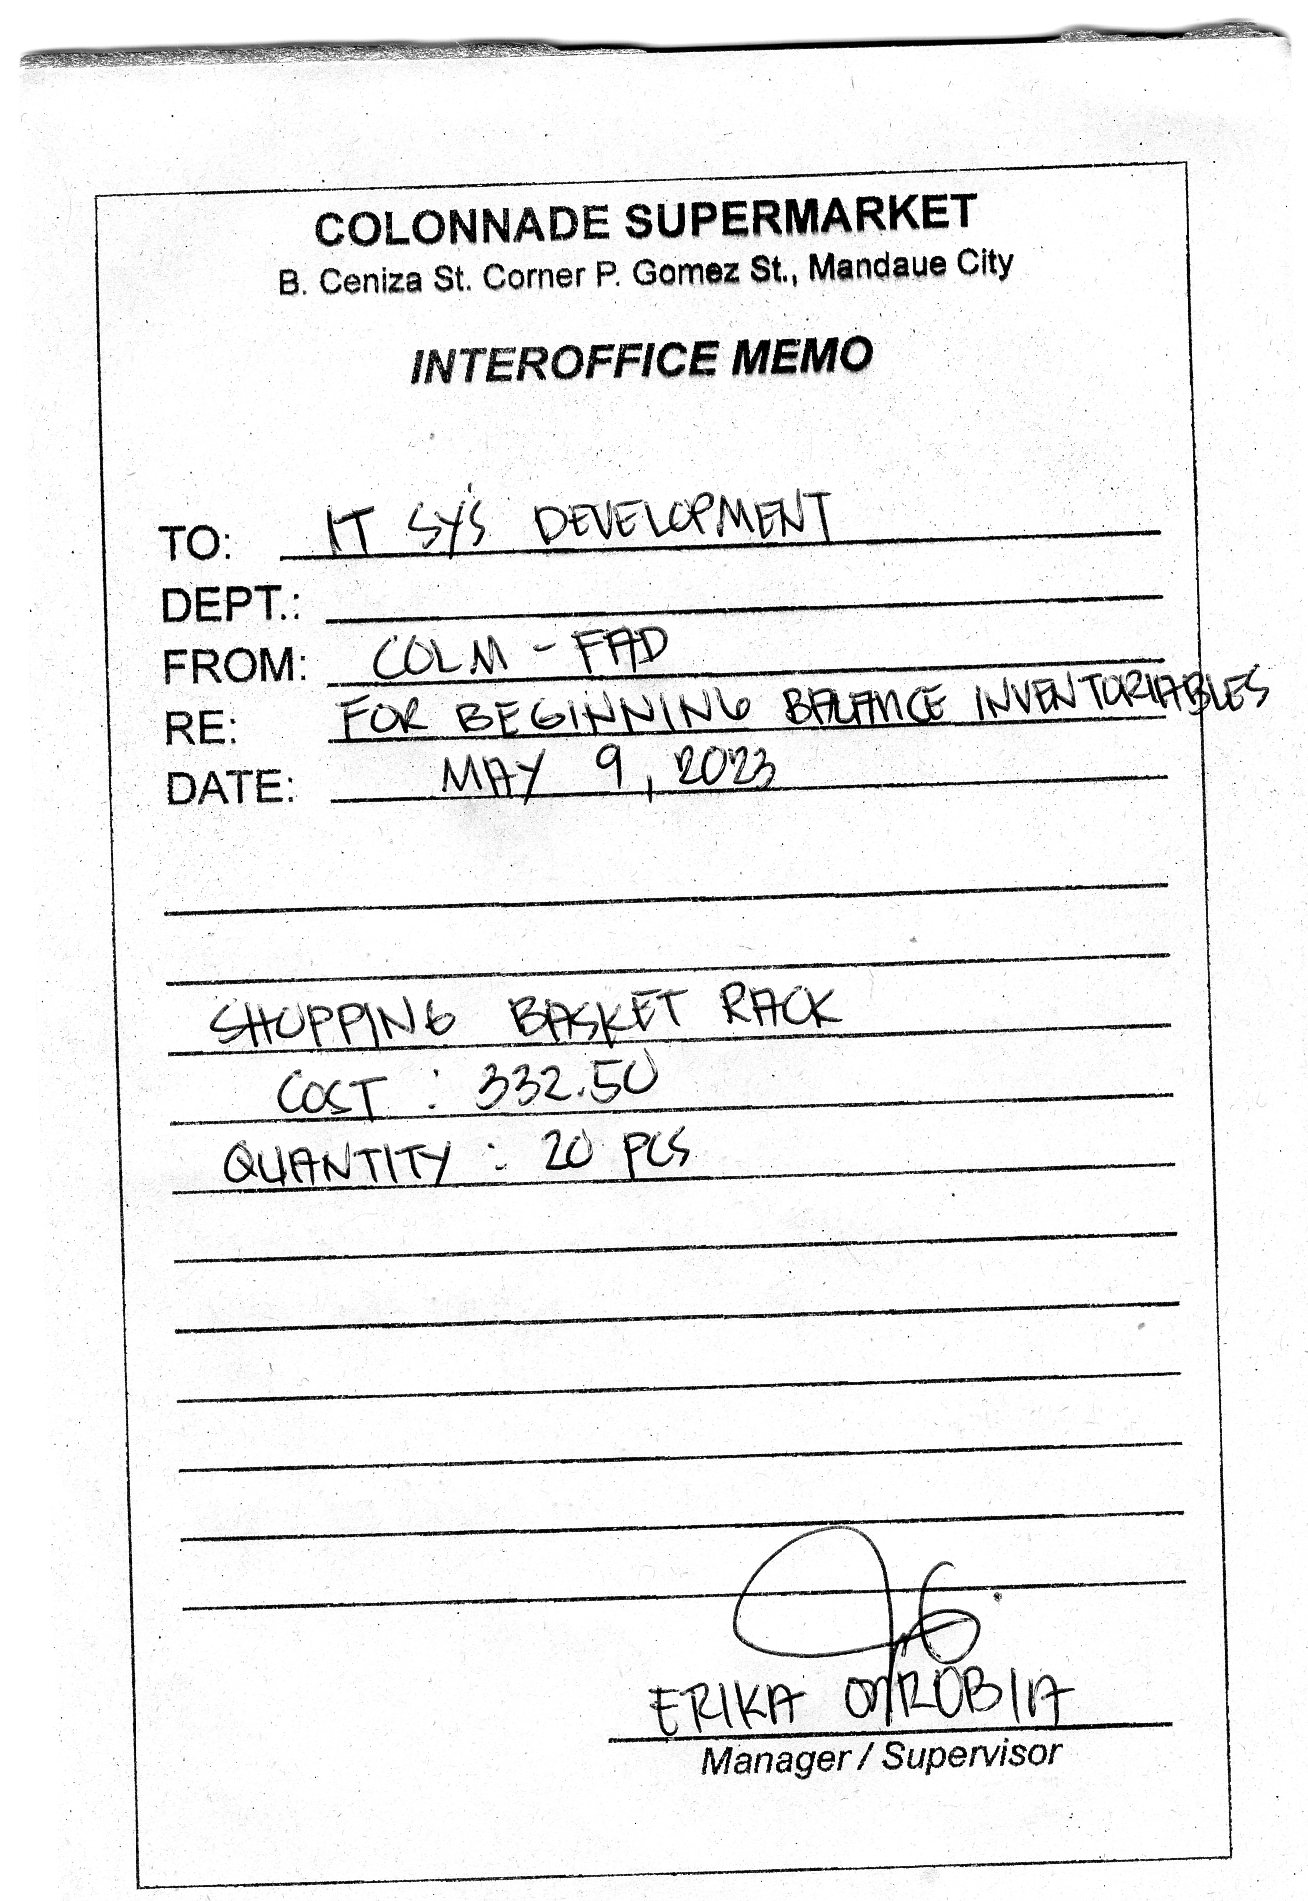 COLONNADE SUPERMARKET
B. Ceniza St. Corner P. Gomez St., Mandaue City
INTEROFFICE MEMO
TO: IT SYS DEVELOPMENT
DEPT.:
FROM: COLM - FAD
RE: FOR BEGINNING BALANCE INVENTORIABLES
DATE: MAY 9, 2023
SHOPPING BASKET RACK
COST : 332.50
QUANTITY : 20 PCS
ERIKA
Manager / Supervisor